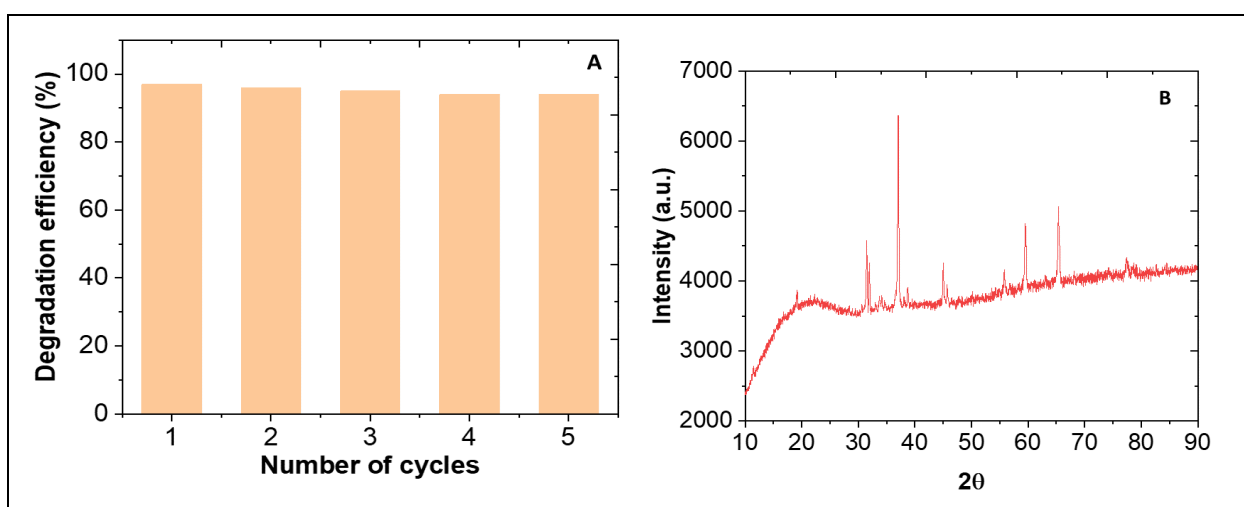 A
Degradation efficiency (%)
100
80
60
40
20
0
1 2 3 4 5
Number of cycles
B
Intensity (a.u.)
7000
6000
5000
4000
3000
2000
10 20 30 40 50 60 70 80 90
2θ